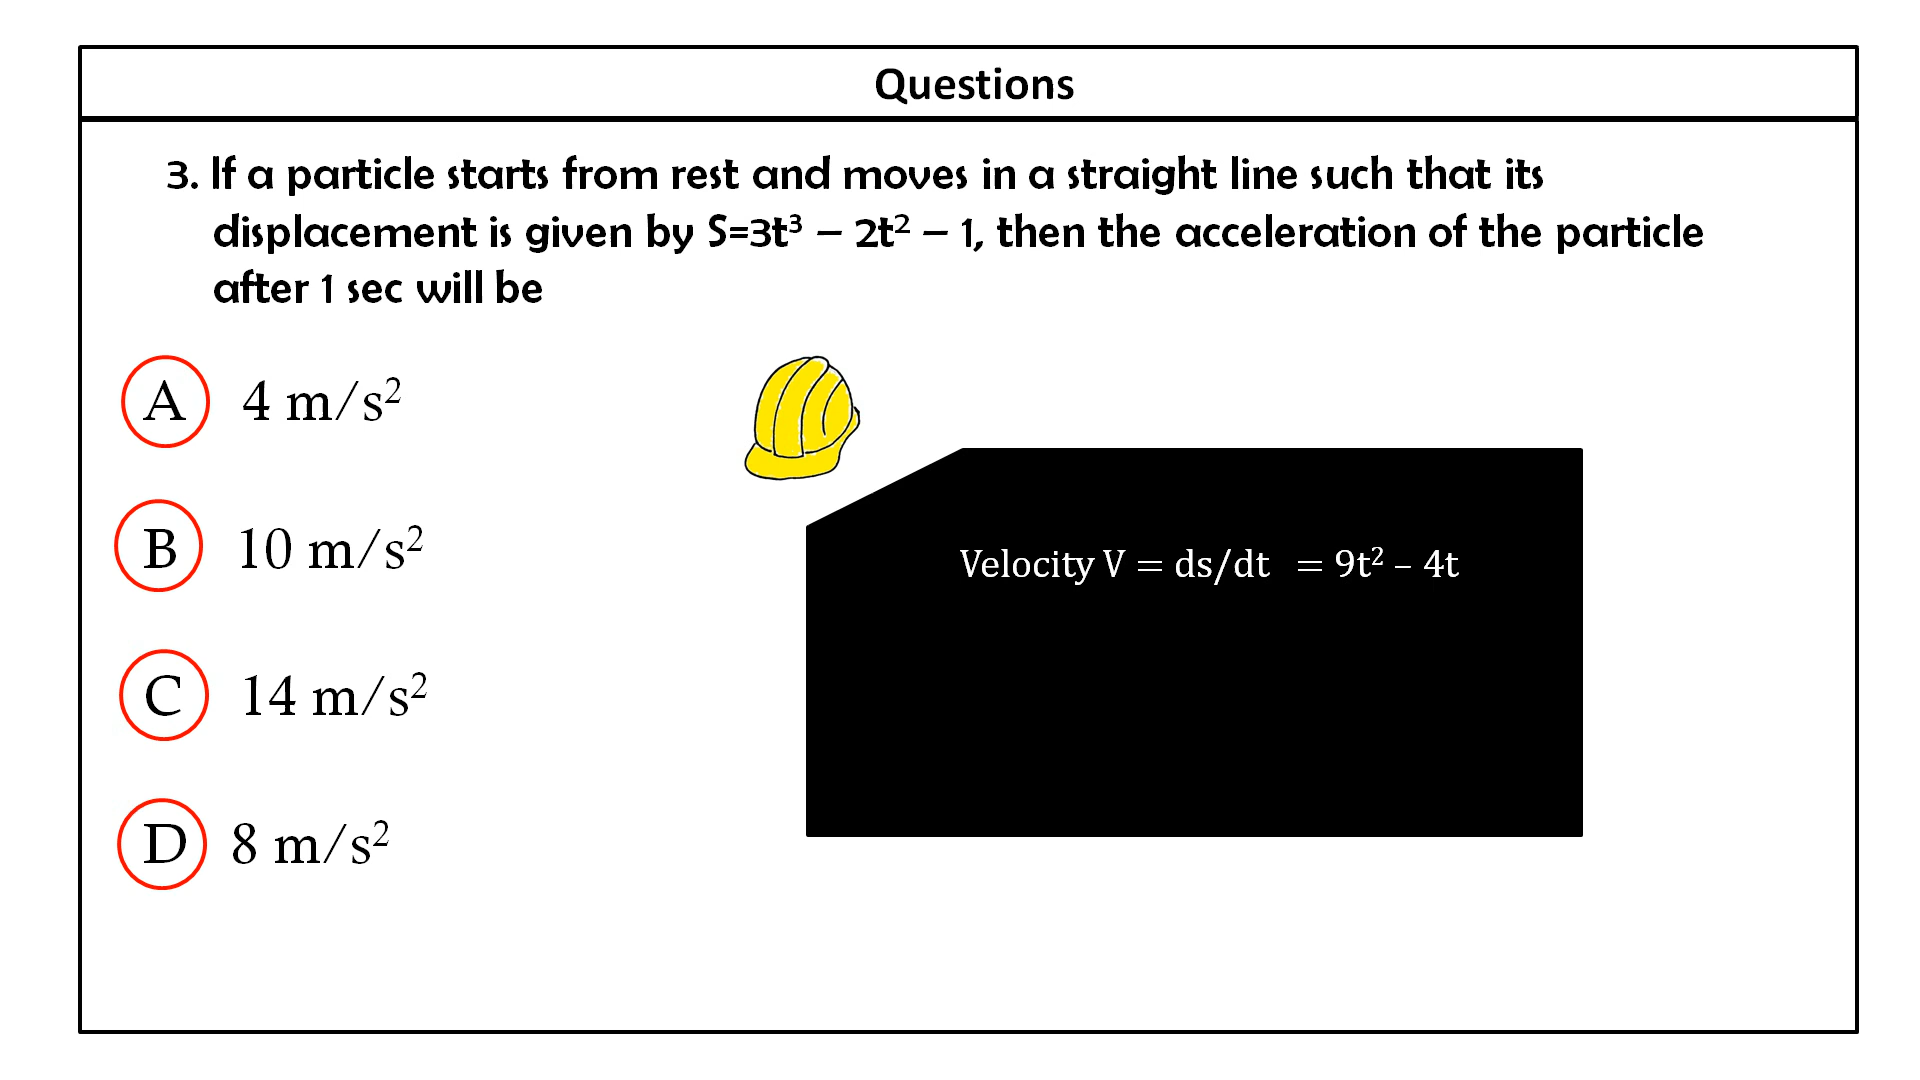 Questions
3. If a particle starts from rest and moves in a straight line such that its
displacement is given by S=3t³ – 2t² – 1, then the acceleration of the particle
after 1 sec will be
A 4 m/s²
B 10 m/s²
Velocity V = ds/dt = 9t² – 4t
C 14 m/s²
D 8 m/s²